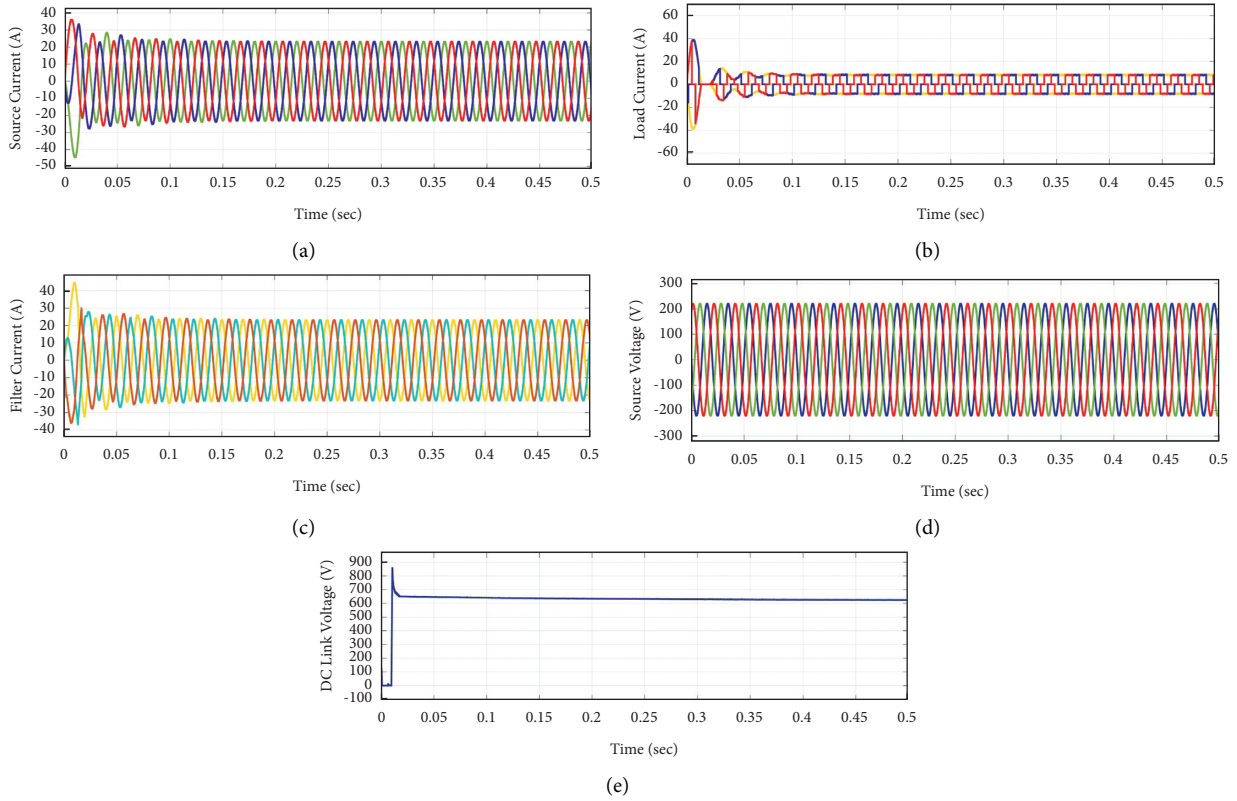 Source Current (A)
40
30
20
10
0
-10
-20
-30
-40
-50
0 0.05 0.1 0.15 0.2 0.25 0.3 0.35 0.4 0.45 0.5
Time (sec)
(a)
Load Current (A)
60
40
20
0
-20
-40
-60
0 0.05 0.1 0.15 0.2 0.25 0.3 0.35 0.4 0.45 0.5
Time (sec)
(b)
Filter Current (A)
40
30
20
10
0
-10
-20
-30
-40
0 0.05 0.1 0.15 0.2 0.25 0.3 0.35 0.4 0.45 0.5
Time (sec)
(c)
Source Voltage (V)
300
200
100
0
-100
-200
-300
0 0.05 0.1 0.15 0.2 0.25 0.3 0.35 0.4 0.45 0.5
Time (sec)
(d)
DC Link Voltage (V)
900
800
700
600
500
400
300
200
100
0
-100
0 0.05 0.1 0.15 0.2 0.25 0.3 0.35 0.4 0.45 0.5
Time (sec)
(e)